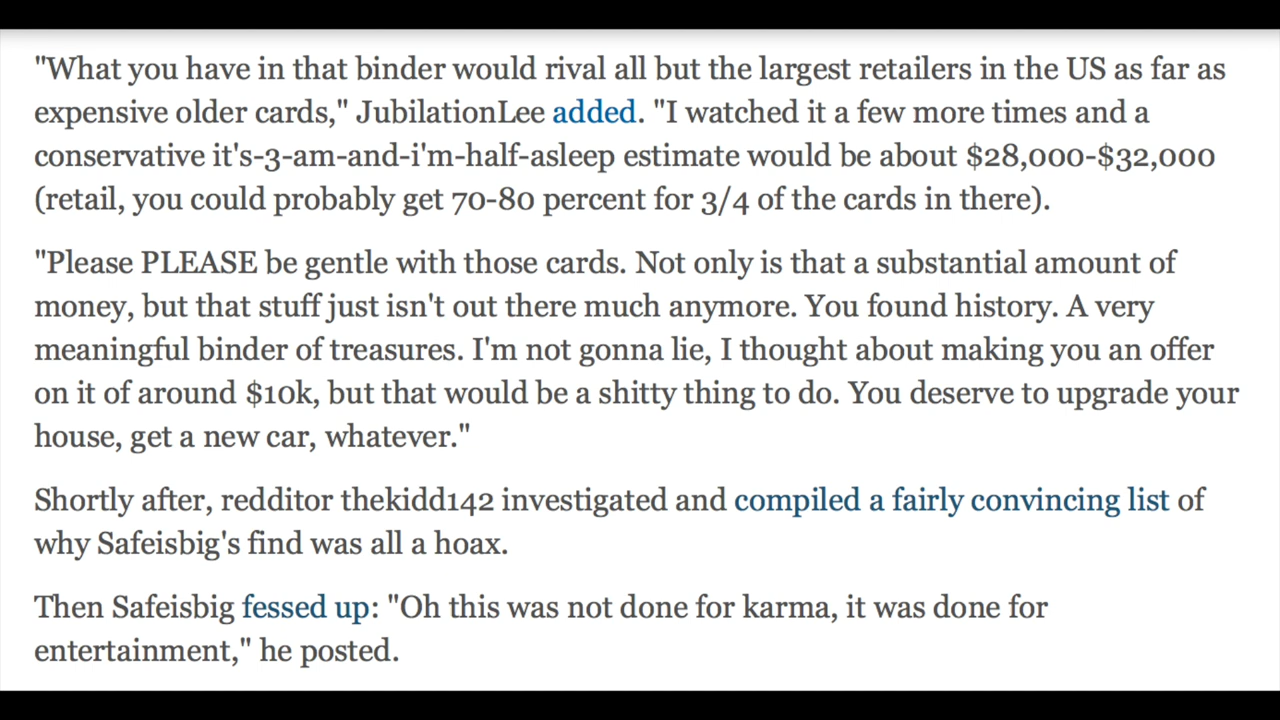 "What you have in that binder would rival all but the largest retailers in the US as far as
expensive older cards," JubilationLee added. "I watched it a few more times and a
conservative it's-3-am-and-i'm-half-asleep estimate would be about $28,000-$32,000
(retail, you could probably get 70-80 percent for 3/4 of the cards in there).
"Please PLEASE be gentle with those cards. Not only is that a substantial amount of
money, but that stuff just isn't out there much anymore. You found history. A very
meaningful binder of treasures. I'm not gonna lie, I thought about making you an offer
on it of around $10k, but that would be a shitty thing to do. You deserve to upgrade your
house, get a new car, whatever."
Shortly after, redditor thekidd142 investigated and compiled a fairly convincing list of
why Safeisbig's find was all a hoax.
Then Safeisbig fessed up: "Oh this was not done for karma, it was done for
entertainment," he posted.